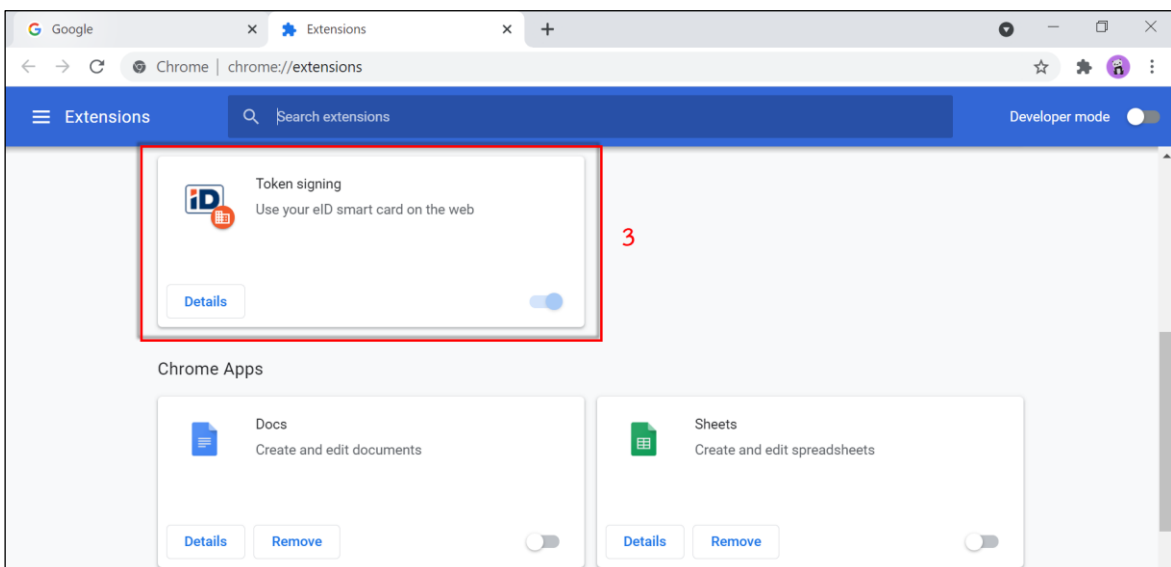 Google
Extensions
Chrome | chrome://extensions
Extensions
Search extensions
Developer mode
iD
Token signing
Use your eID smart card on the web
Details
3
Chrome Apps
Docs
Create and edit documents
Details Remove
Sheets
Create and edit spreadsheets
Details Remove